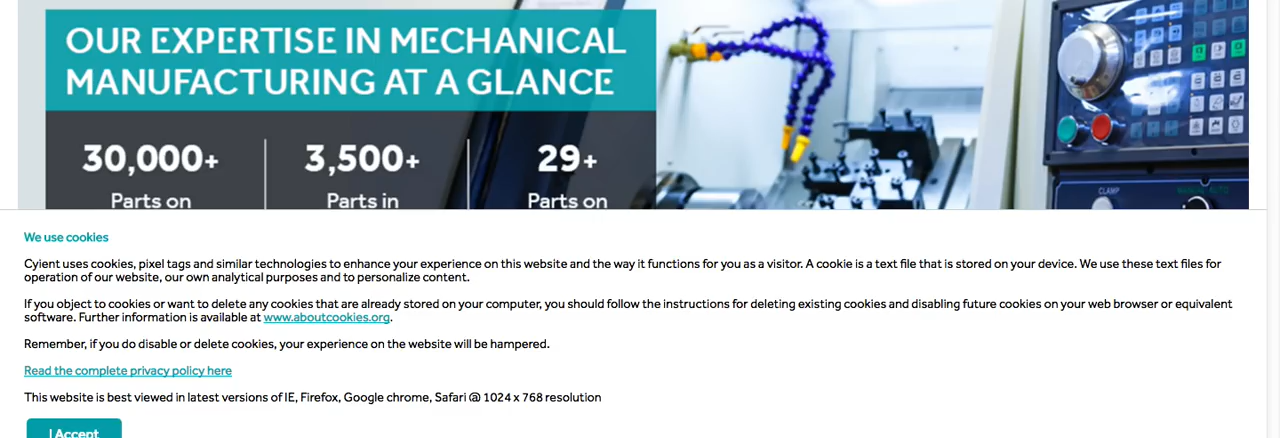 OUR EXPERTISE IN MECHANICAL
MANUFACTURING AT A GLANCE
30,000+
3,500+
29+
Parts on
Parts in
Parts on
CLAMP
MANUAL AUTO
We use cookies
Cyient uses cookies, pixel tags and similar technologies to enhance your experience on this website and the way it functions for you as a visitor. A cookie is a text file that is stored on your device. We use these text files for
operation of our website, our own analytical purposes and to personalize content.
If you object to cookies or want to delete any cookies that are already stored on your computer, you should follow the instructions for deleting existing cookies and disabling future cookies on your web browser or equivalent
software. Further information is available at www.aboutcookies.org.
Remember, if you do disable or delete cookies, your experience on the website will be hampered.
Read the complete privacy policy here
This website is best viewed in latest versions of IE, Firefox, Google chrome, Safari @ 1024 x 768 resolution
I Accept